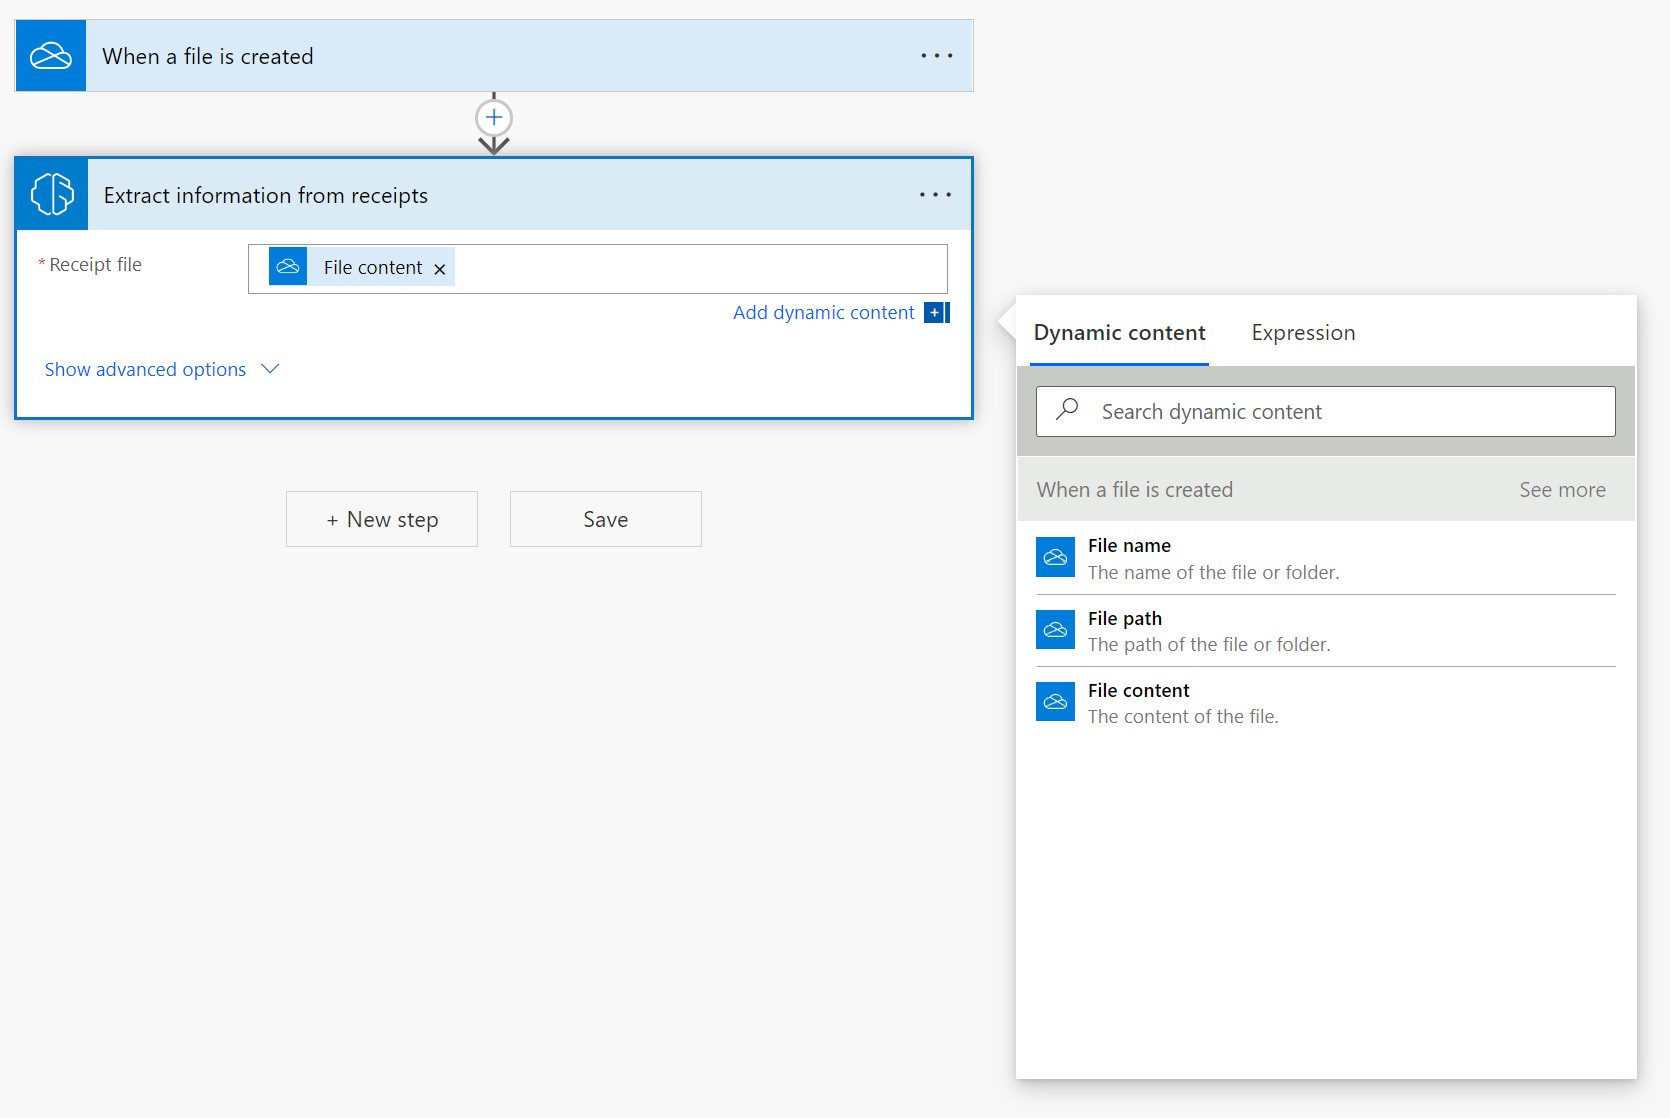 When a file is created
Extract information from receipts
* Receipt file
File content ×
Add dynamic content
Show advanced options
+ New step
Save
Dynamic content
Expression
Search dynamic content
When a file is created
See more
File name
The name of the file or folder.
File path
The path of the file or folder.
File content
The content of the file.